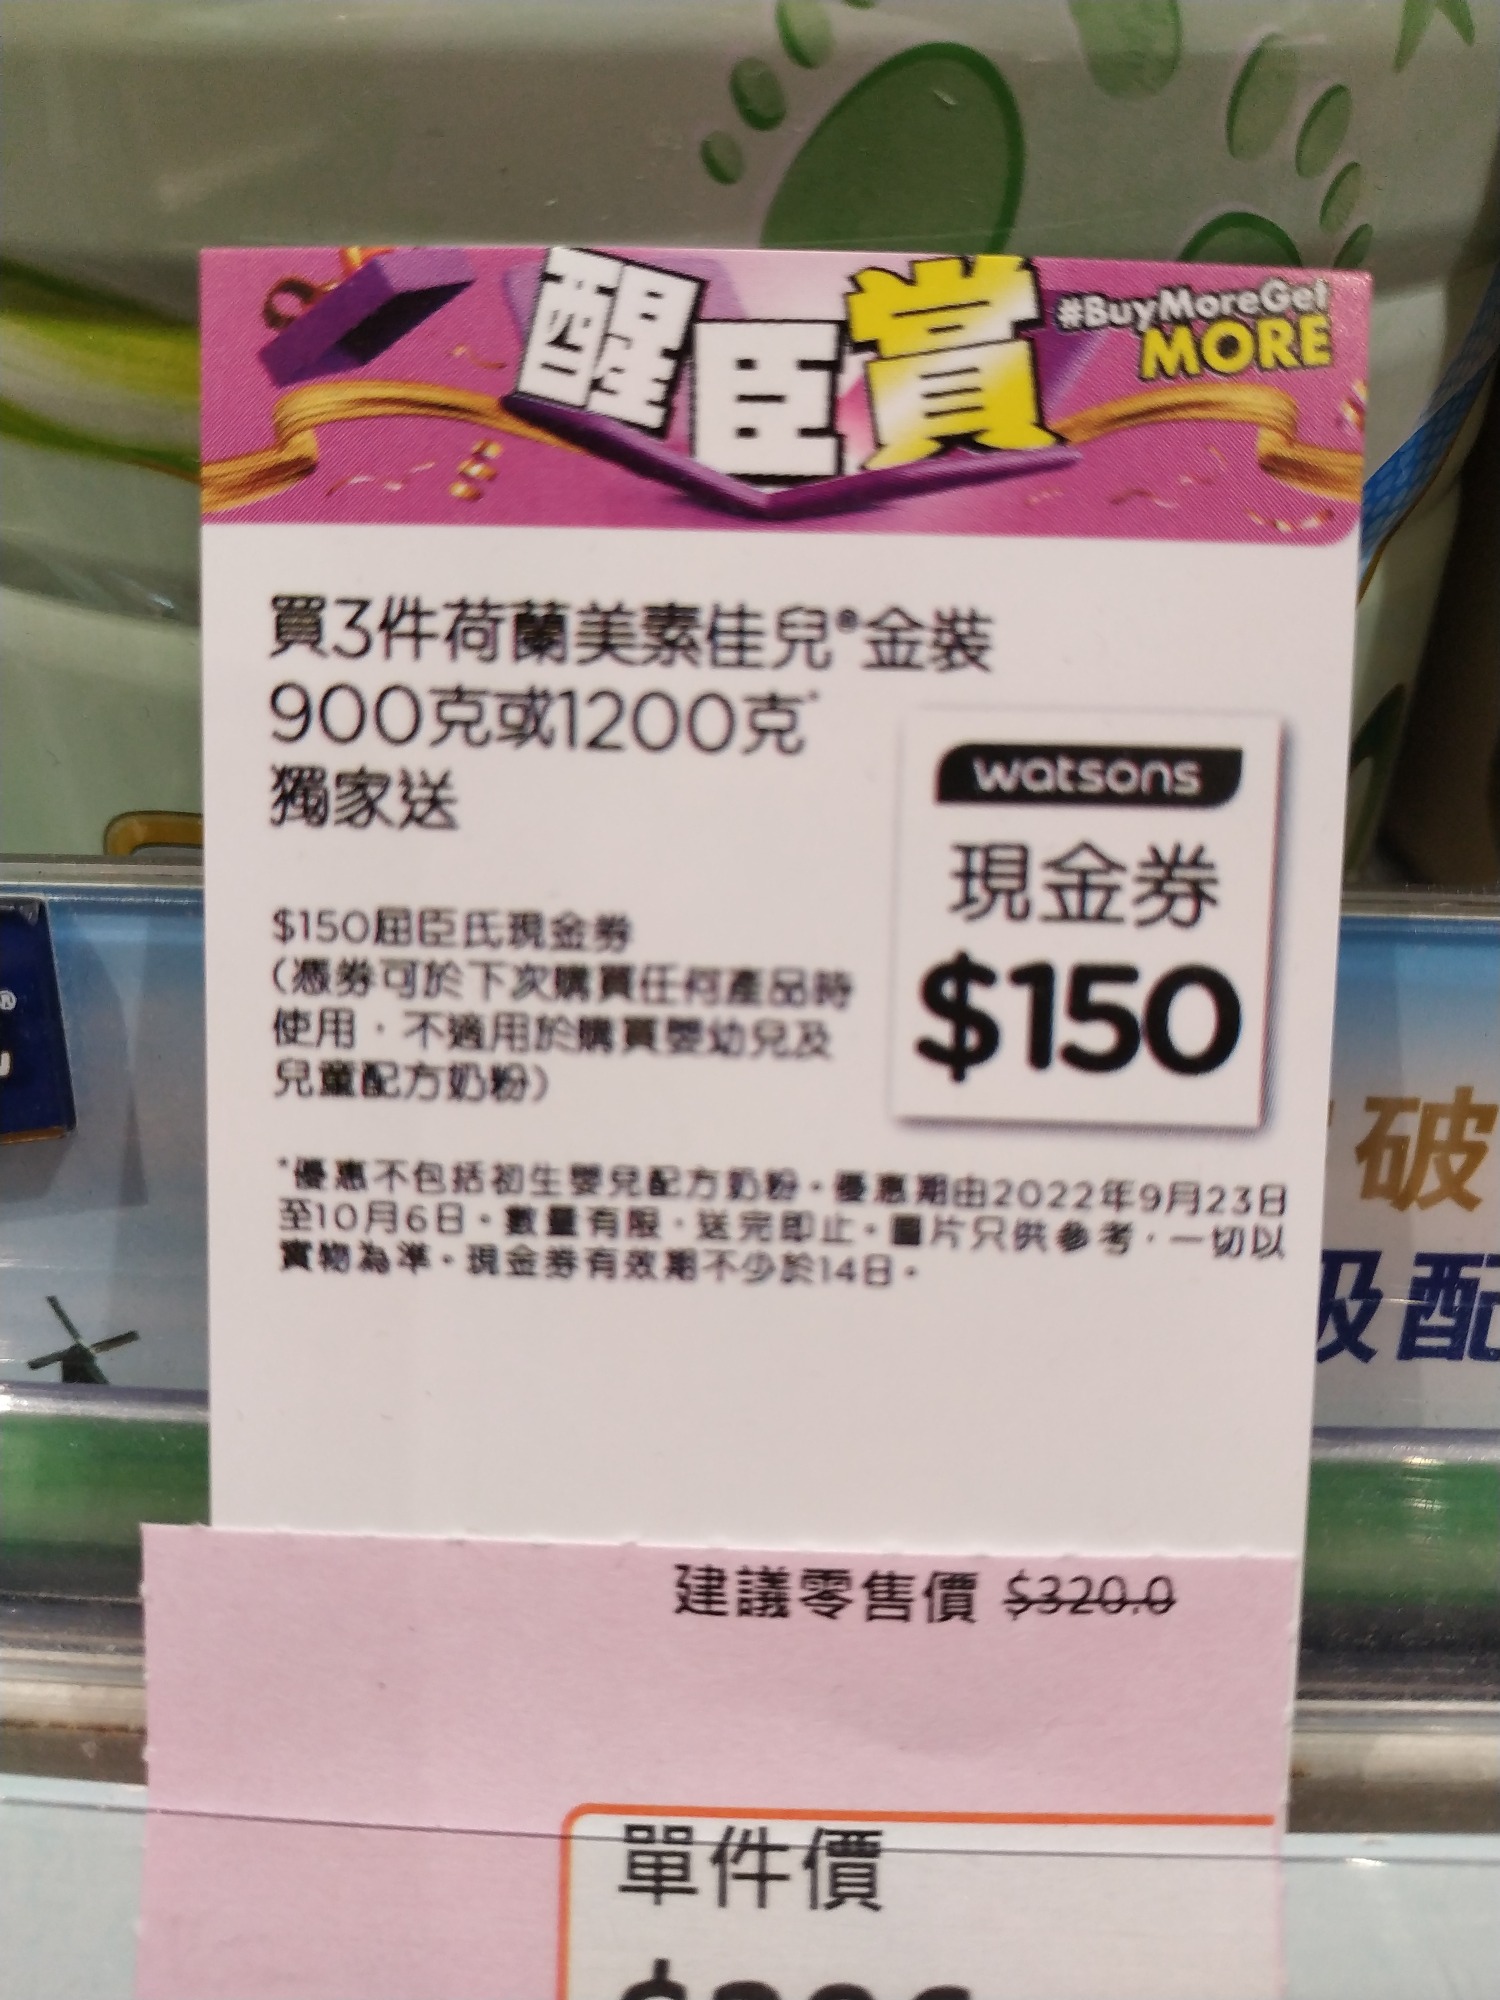 醒臣賞
#BuyMoreGet
MORE
買3件荷蘭美素佳兒®金裝
900克或1200克*
獨家送
watsons
現金券
$150
$150屈臣氏現金券
(憑券可於下次購買任何產品時
使用，不適用於購買嬰幼兒及
兒童配方奶粉)
*優惠不包括初生嬰兒配方奶粉。優惠期由2022年9月23日
至10月6日。數量有限，送完即止。圖片只供參考，一切以
實物為準。現金券有效期不少於14日。
破
級配
建議零售價 $320.0
單件價